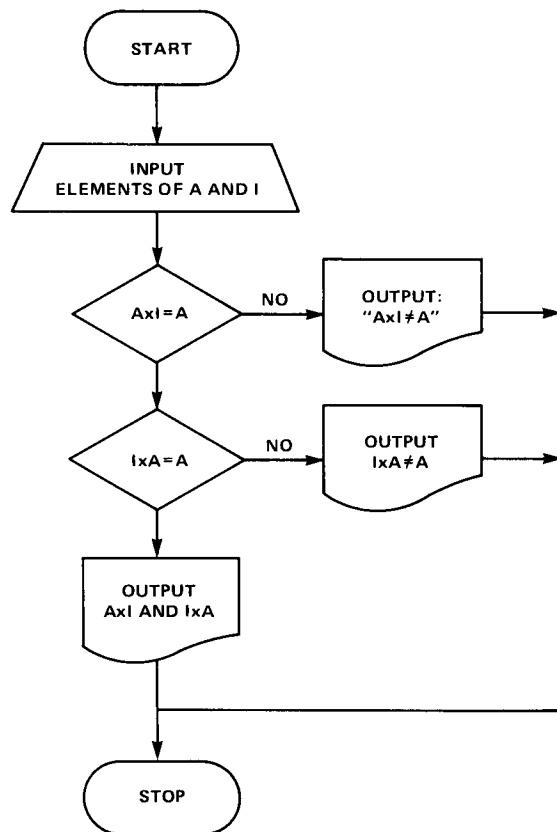 START
INPUT
ELEMENTS OF A AND I
AxI=A
NO
OUTPUT:
"AxI≠A"
IxA=A
NO
OUTPUT
IxA≠A
OUTPUT
AxI AND IxA
STOP